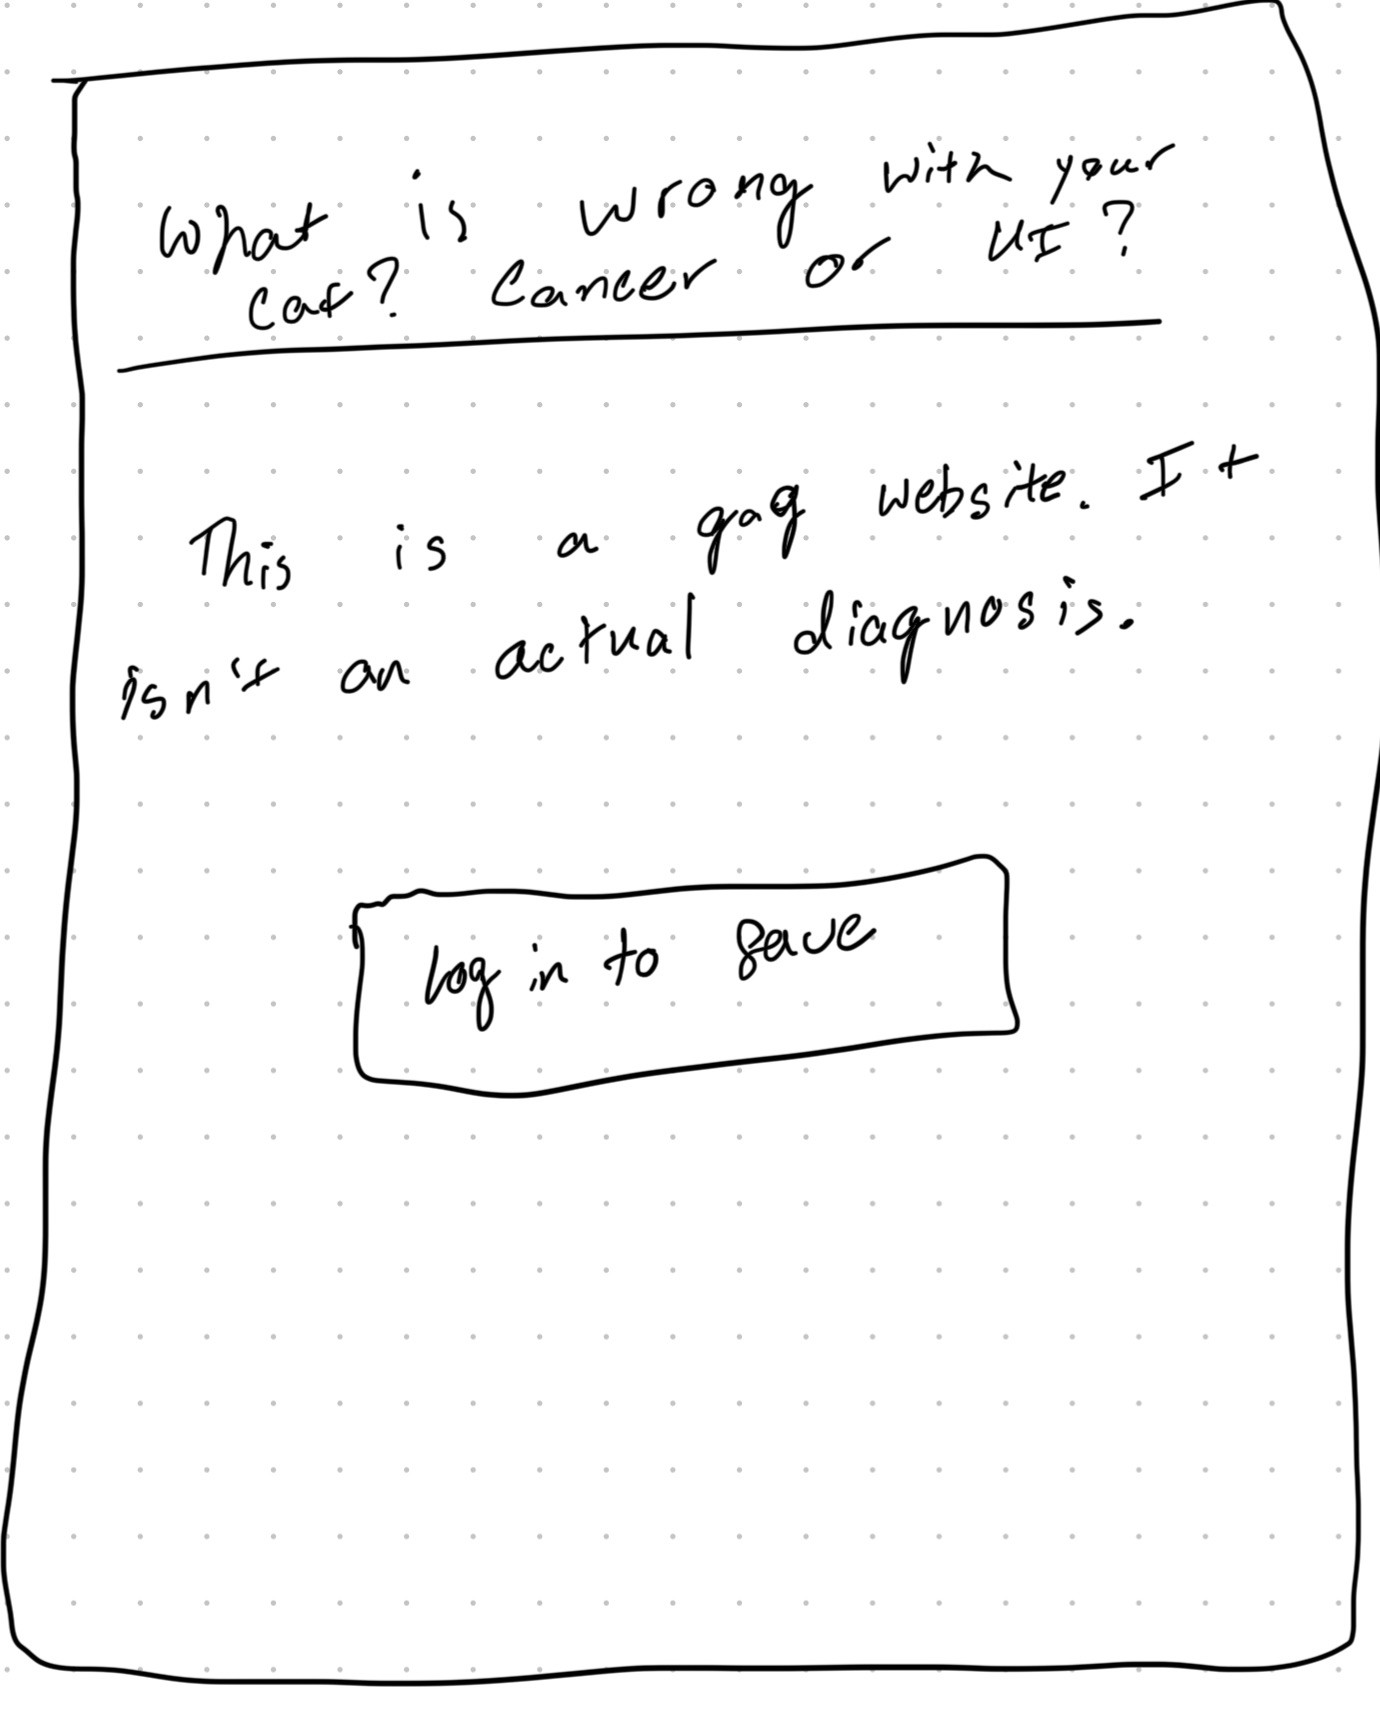 What is wrong with your
cat? Cancer or UI?
This is a gag website. It
isn't an actual diagnosis.
Log in to save